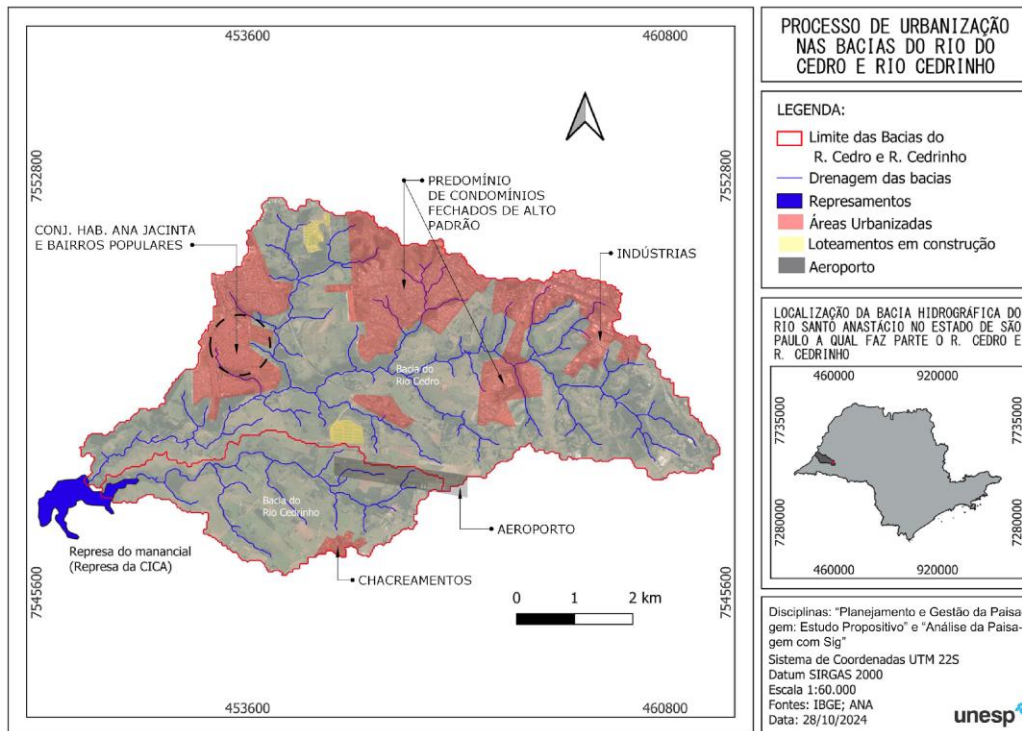 453600
460800
7552800
7552800
CONJ. HAB. ANA JACINTA
E BAIRROS POPULARES
PREDOMÍNIO
DE CONDOMÍNIOS
FECHADOS DE ALTO
PADRÃO
INDÚSTRIAS
Bacia do
Rio Cedro
Bacia do
Rio Cedrinho
AEROPORTO
Represa do manancial
(Represa da CICA)
CHACREAMENTOS
7545600
7545600
0 1 2 km
453600
460800
PROCESSO DE URBANIZAÇÃO
NAS BACIAS DO RIO DO
CEDRO E RIO CEDRINHO
LEGENDA:
Limite das Bacias do
R. Cedro e R. Cedrinho
Drenagem das bacias
Represamentos
Áreas Urbanizadas
Loteamentos em construção
Aeroporto
LOCALIZAÇÃO DA BACIA HIDROGRÁFICA DO
RIO SANTO ANASTÁCIO NO ESTADO DE SÃO
PAULO A QUAL FAZ PARTE O R. CEDRO E
R. CEDRINHO
460000
920000
7735000
7735000
7280000
7280000
460000
920000
Disciplinas: "Planejamento e Gestão da Paisa-
gem: Estudo Propositivo" e "Análise da Paisa-
gem com Sig"
Sistema de Coordenadas UTM 22S
Datum SIRGAS 2000
Escala 1:60.000
Fontes: IBGE; ANA
Data: 28/10/2024
unesp